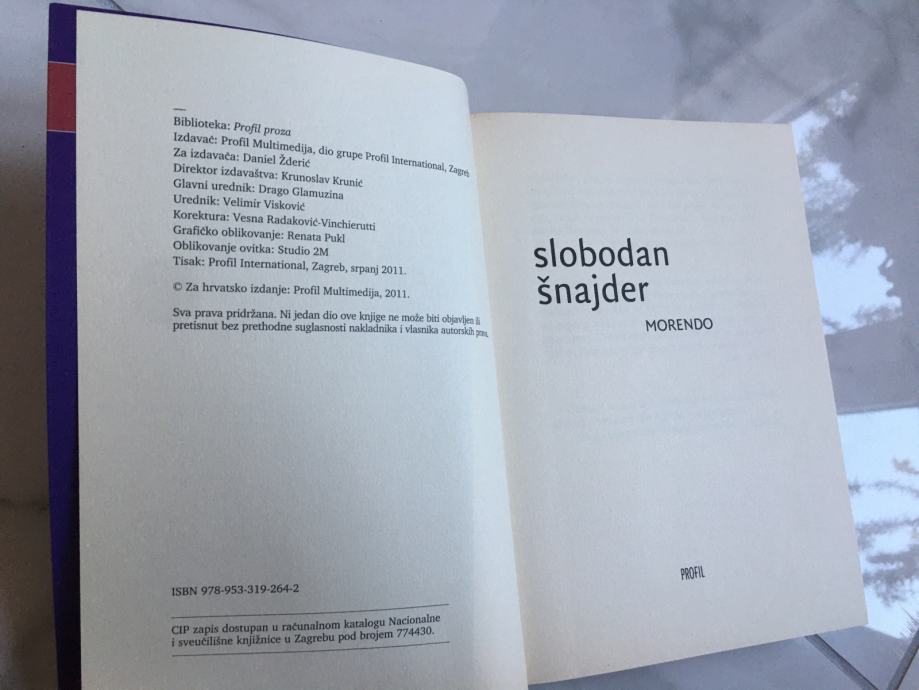 Biblioteka: Profil proza
Izdavač: Profil Multimedija, dio grupe Profil International, Zagreb
Za izdavača: Daniel Žderić
Direktor izdavaštva: Krunoslav Krunić
Glavni urednik: Drago Glamuzina
Urednik: Velimir Visković
Korektura: Vesna Radaković-Vinchierutti
Grafičko oblikovanje: Renata Pukl
Oblikovanje ovitka: Studio 2M
Tisak: Profil International, Zagreb, srpanj 2011.
© Za hrvatsko izdanje: Profil Multimedija, 2011.
Sva prava pridržana. Ni jedan dio ove knjige ne može biti objavljen ili
pretisnut bez prethodne suglasnosti nakladnika i vlasnika autorskih prava.
ISBN 978-953-319-264-2
CIP zapis dostupan u računalnom katalogu Nacionalne
i sveučilišne knjižnice u Zagrebu pod brojem 774430.
slobodan
šnajder
MORENDO
PROFIL